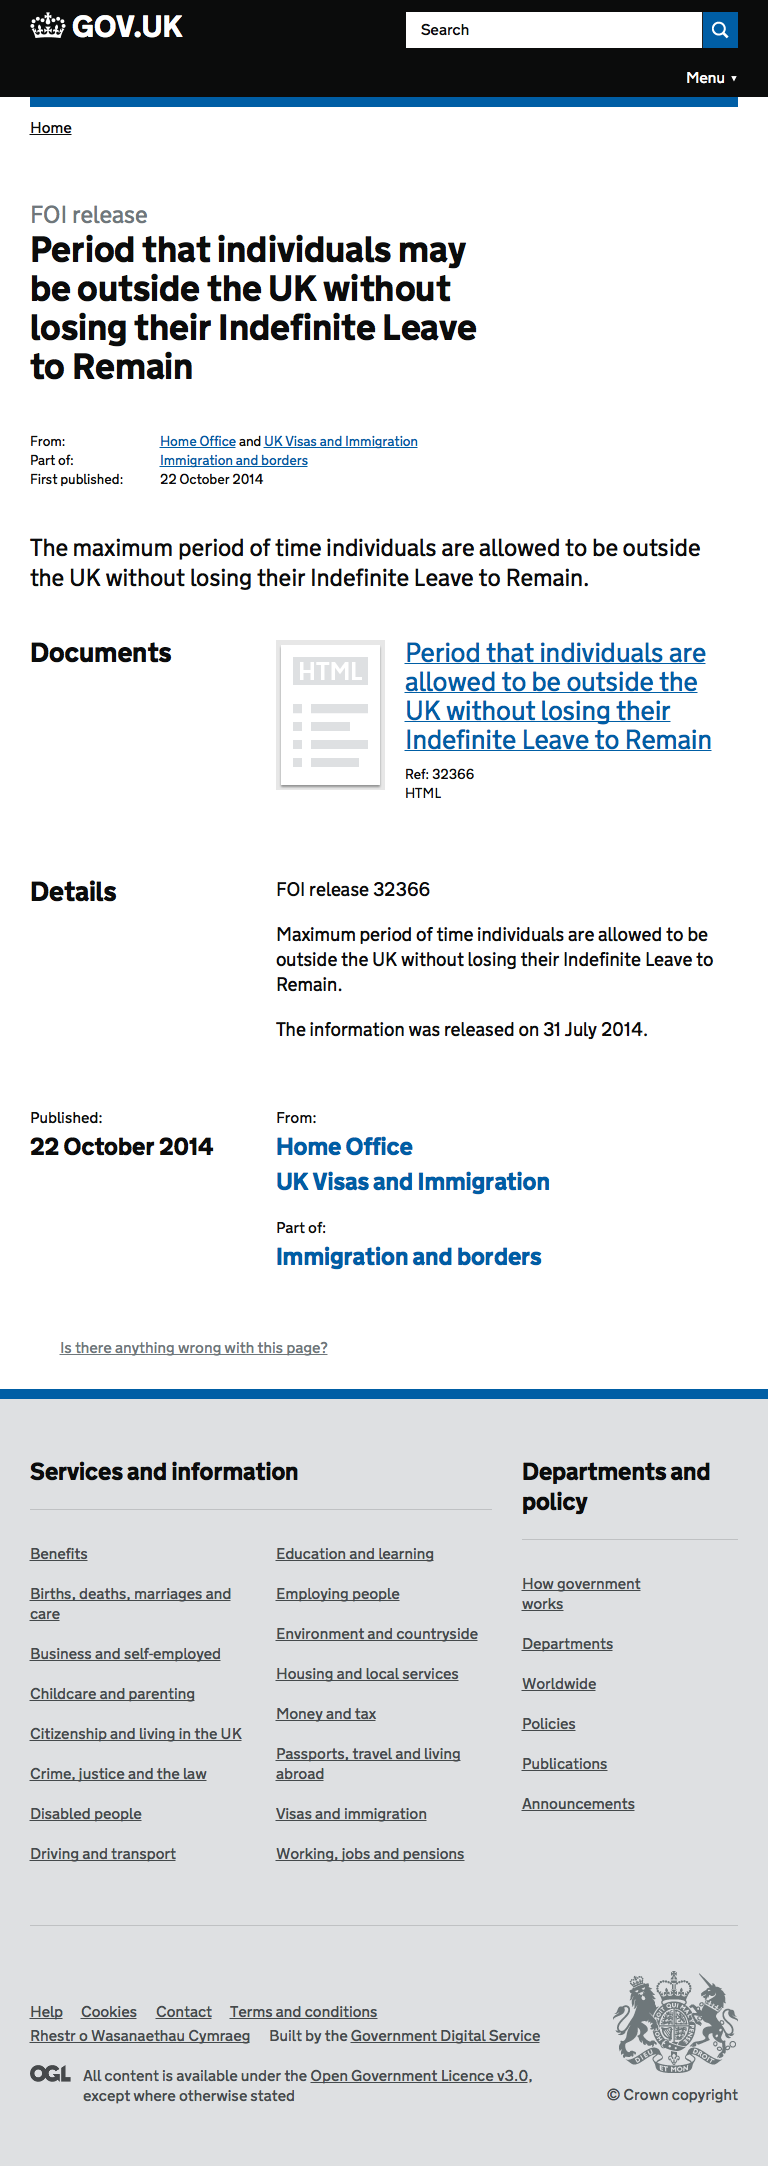 GOV.UK
Search
Menu ▼
Home
FOI release
Period that individuals may
be outside the UK without
losing their Indefinite Leave
to Remain
From: Home Office and UK Visas and Immigration
Part of: Immigration and borders
First published: 22 October 2014
The maximum period of time individuals are allowed to be outside
the UK without losing their Indefinite Leave to Remain.
Documents
HTML
Period that individuals are
allowed to be outside the
UK without losing their
Indefinite Leave to Remain
Ref: 32366
HTML
Details
FOI release 32366
Maximum period of time individuals are allowed to be
outside the UK without losing their Indefinite Leave to
Remain.
The information was released on 31 July 2014.
Published:
22 October 2014
From:
Home Office
UK Visas and Immigration
Part of:
Immigration and borders
Is there anything wrong with this page?
Services and information
Benefits
Births, deaths, marriages and
care
Business and self-employed
Childcare and parenting
Citizenship and living in the UK
Crime, justice and the law
Disabled people
Driving and transport
Education and learning
Employing people
Environment and countryside
Housing and local services
Money and tax
Passports, travel and living
abroad
Visas and immigration
Working, jobs and pensions
Departments and
policy
How government
works
Departments
Worldwide
Policies
Publications
Announcements
Help Cookies Contact Terms and conditions
Rhestr o Wasanaethau Cymraeg Built by the Government Digital Service
OGL All content is available under the Open Government Licence v3.0,
except where otherwise stated
DIEU ET MON DROIT
© Crown copyright